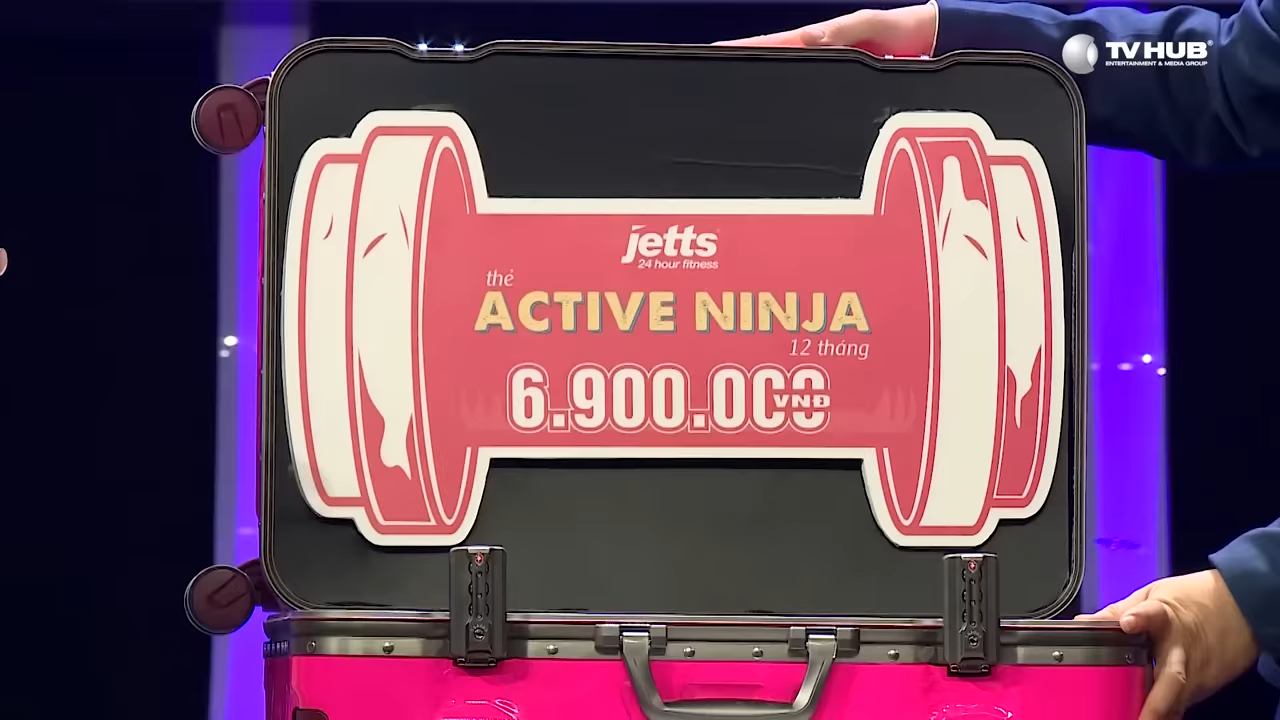 TV HUB
ENTERTAINMENT & MEDIA GROUP
jetts
24 hour fitness
thẻ
ACTIVE NINJA
12 tháng
6.900.000
VNĐ